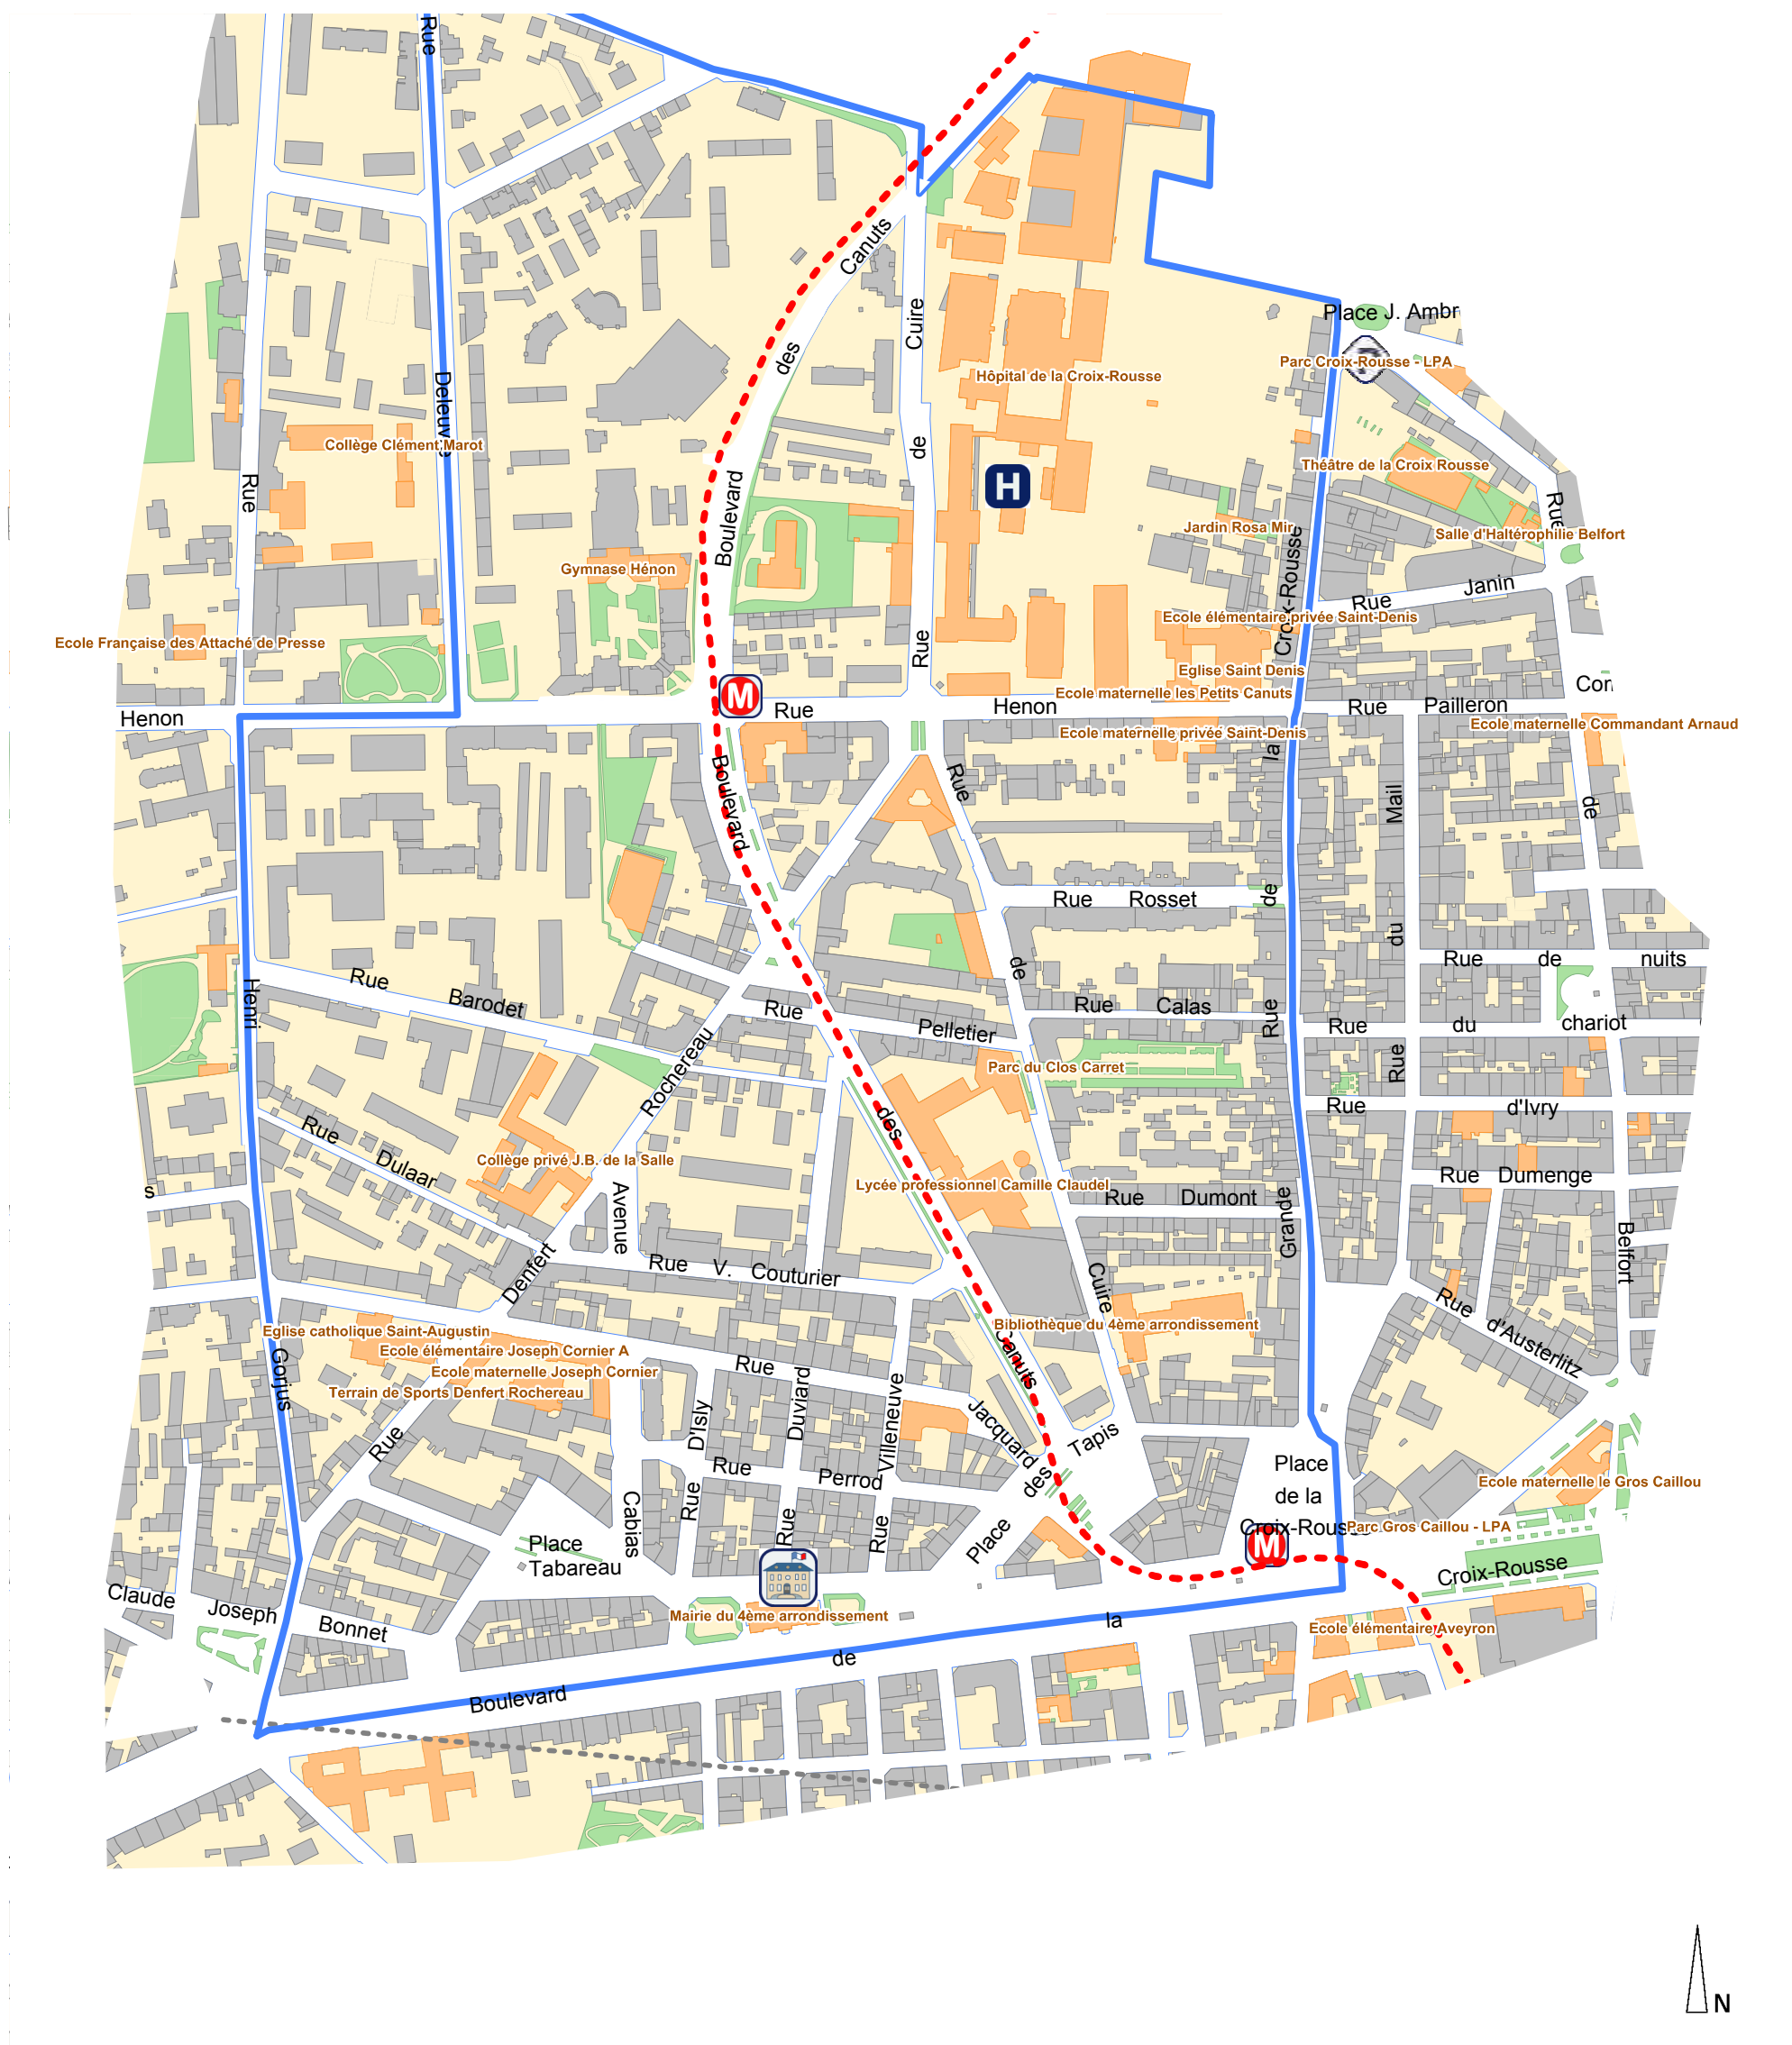 Rue
Canuts
des
Cuire
Place J. Ambr
Parc Croix-Rousse - LPA
Hôpital de la Croix-Rousse
Deleuv
Collège Clément Marot
de
Théâtre de la Croix Rousse
H
Rue
Boulevard
Rue
Jardin Rosa Mir
Salle d'Haltérophilie Belfort
Gymnase Hénon
Croix-Rousse
Janin
Rue
Ecole élémentaire privée Saint-Denis
Ecole Française des Attaché de Presse
Rue
Eglise Saint Denis
Cor
Ecole maternelle les Petits Canuts
M
Henon
Rue
Henon
Rue
Pailleron
Ecole maternelle Commandant Arnaud
Ecole maternelle privée Saint-Denis
la
Boulevard
Rue
Mail
de
Rue
Rosset
de
du
Rue
de
nuits
de
Rue
Barodet
Henri
Rue
Pelletier
Rue
Calas
Rue
Rue
du
chariot
Rocherau
Parc du Clos Carret
Rue
Rue
d'Ivry
des
Rue
Dulaar
Collège privé J.B. de la Salle
Lycée professionnel Camille Claudel
Rue
Dumenge
s
Rue
Dumont
Avenue
Grande
Belfort
Denfert
Rue
V.
Couturier
Cuire
Rue
d'Austerlitz
Bibliothèque du 4ème arrondissement
Canuts
Eglise catholique Saint-Augustin
Ecole élémentaire Joseph Cornier A
Ecole maternelle Joseph Cornier
Terrain de Sports Denfert Rochereau
Gorjus
Rue
Duviard
Villeneuve
D'Isly
Jacquard
Tapis
des
Rue
Rue
Perrod
Place
de la
Croix-Rous
Ecole maternelle le Gros Caillou
Parc Gros Caillou - LPA
M
Cabias
Rue
Rue
Rue
Place
Place
Tabareau
Croix-Rousse
Claude
Joseph
Bonnet
Mairie du 4ème arrondissement
la
Ecole élémentaire Aveyron
de
Boulevard
N